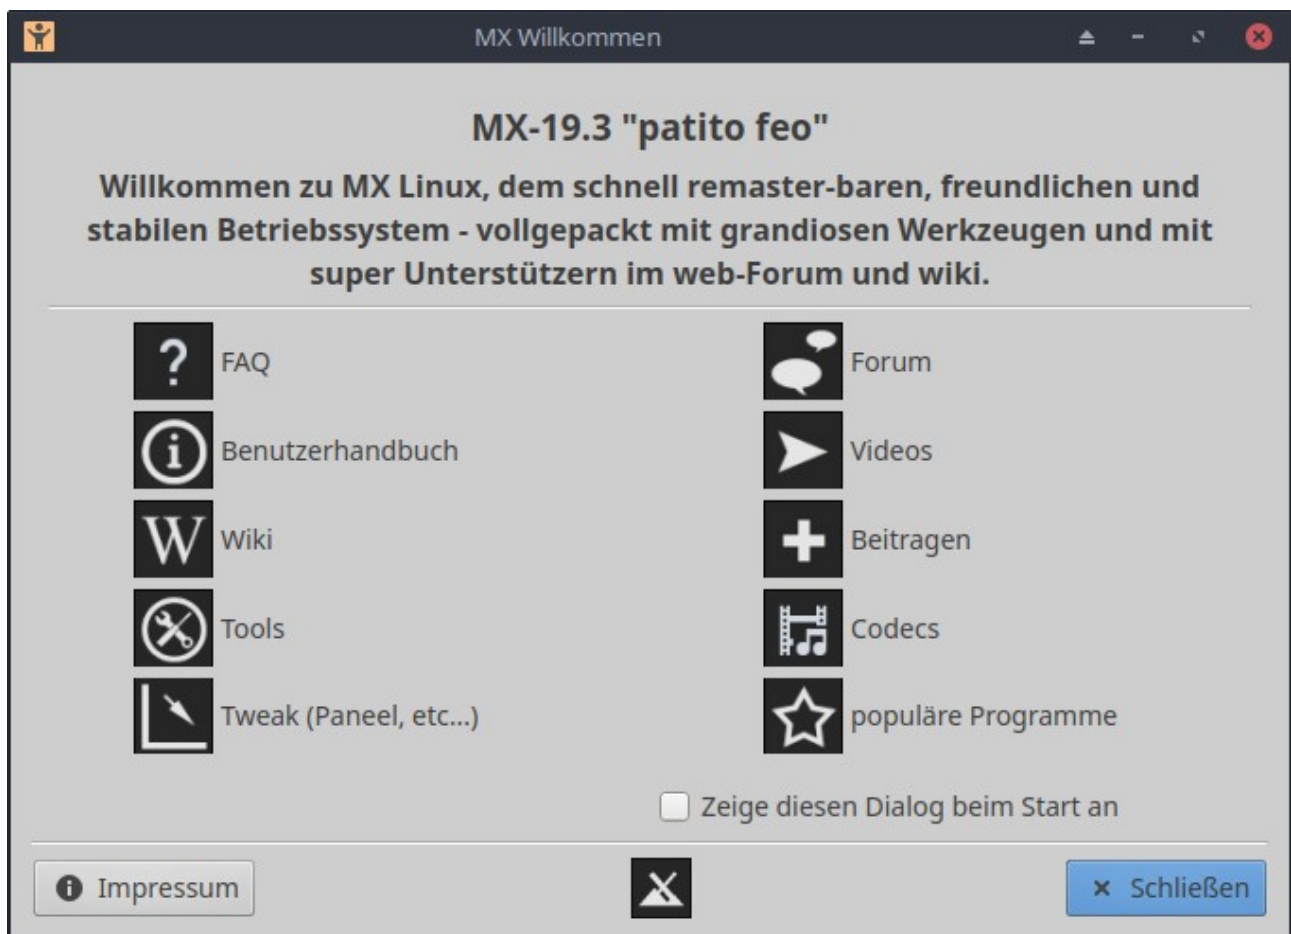 MX Willkommen
MX-19.3 "patito feo"
Willkommen zu MX Linux, dem schnell remaster-baren, freundlichen und
stabilen Betriebssystem - vollgepackt mit grandiosen Werkzeugen und mit
super Unterstützern im web-Forum und wiki.
? FAQ
Forum
i Benutzerhandbuch
Videos
W Wiki
Beitragen
Tools
Codecs
Tweak (Paneel, etc...)
populäre Programme
Zeige diesen Dialog beim Start an
Impressum
Schließen